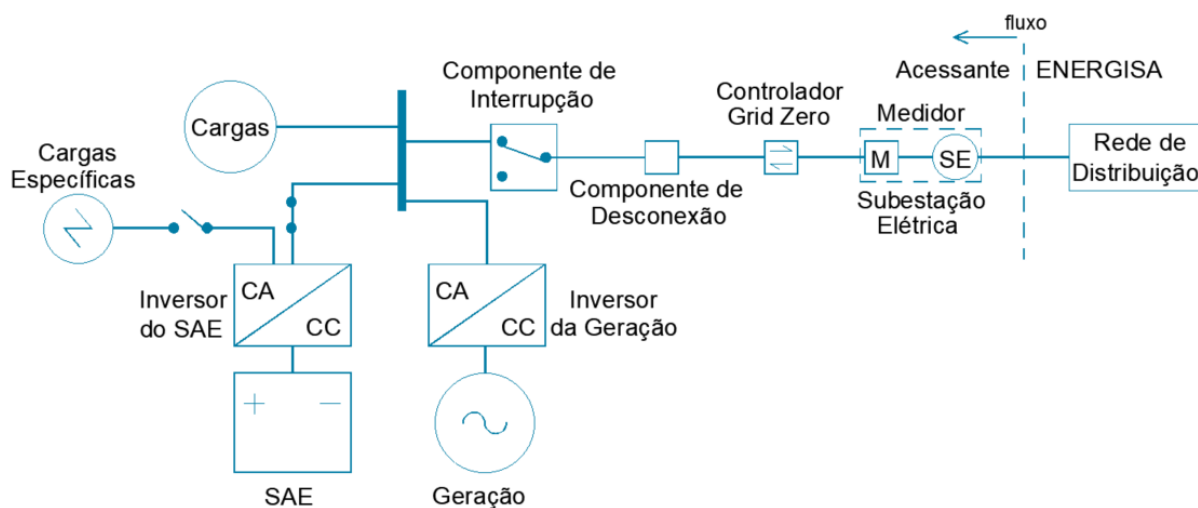 fluxo
Acessante
ENERGISA
Componente de
Interrupção
Controlador
Grid Zero
Medidor
Cargas
M
SE
Rede de
Distribuição
Cargas
Específicas
Componente de
Desconexão
Subestação
Elétrica
Inversor
do SAE
CA
CC
CA
CC
Inversor
da Geração
+ −
SAE
Geração